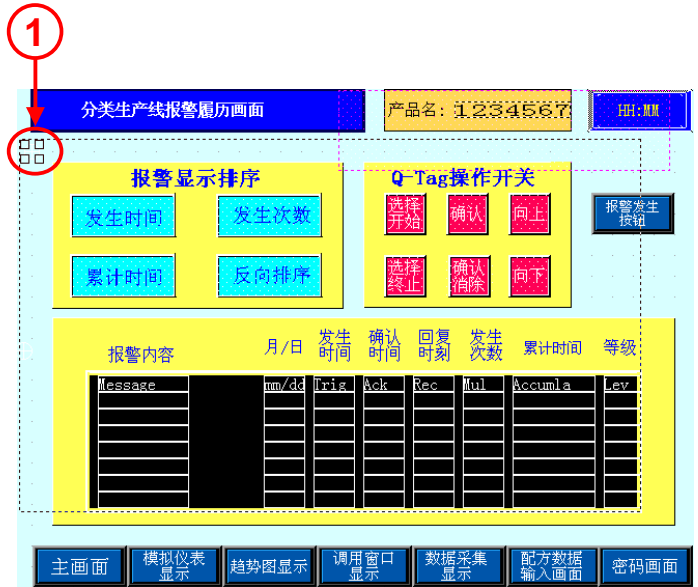 1
分类生产线报警履历画面
产品名: 1234567
HH:MM
报警显示排序
Q-Tag操作开关
发生时间
发生次数
选择
开始
确认
向上
报警发生
按钮
累计时间
反向排序
选择
终止
确认
消除
向下
报警内容
月/日
发生
时间
确认
时间
回复
时刻
发生
次数
累计时间
等级
Message
mm/dd
Trig
Ack
Rec
Mul
Accumla
Lev
主画面
模拟仪表
显示
趋势图显示
调用窗口
显示
数据采集
显示
配方数据
输入画面
密码画面